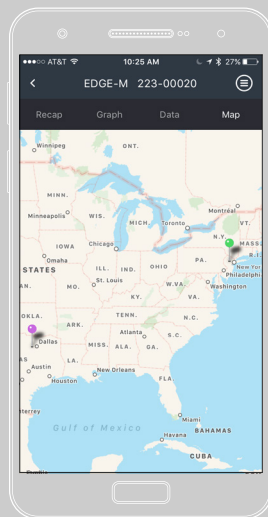 ●●●○○ AT&T 10:25 AM 27%
< EDGE-M 223-00020
Recap Graph Data Map
Winnipeg
ONT.
MINN.
Montréal
Minneapolis
WIS.
MICH.
Toronto
VT.
N.Y.
MASS.
IOWA
Chicago
R.I.
Omaha
PA.
New York
STATES
ILL.
IND.
OHIO
Philadelphi
St. Louis
W.VA.
Washington
MO.
KY.
VA.
OKLA.
TENN.
N.C.
ARK.
Atlanta
S.C.
Dallas
MISS.
ALA.
GA.
LA.
Austin
New Orleans
Houston
FLA.
terrey
Miami
Gulf of Mexico
BAHAMAS
Havana
CUBA